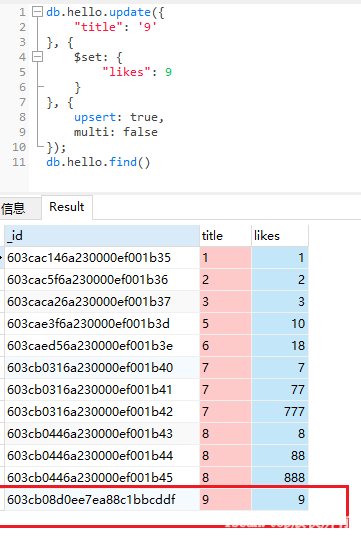 1 db.hello.update({
2 "title": '9'
3 }, {
4 $set: {
5 "likes": 9
6 }
7 }, {
8 upsert: true,
9 multi: false
10 });
11 db.hello.find()
信息 Result
_id title likes
603cac146a230000ef001b35 1 1
603cac5f6a230000ef001b36 2 2
603caca26a230000ef001b37 3 3
603cae3f6a230000ef001b3d 5 10
603caed56a230000ef001b3e 6 18
603cb0316a230000ef001b40 7 7
603cb0316a230000ef001b41 7 77
603cb0316a230000ef001b42 7 777
603cb0446a230000ef001b43 8 8
603cb0446a230000ef001b44 8 88
603cb0446a230000ef001b45 8 888
603cb08d0ee7ea88c1bbcddf 9 9